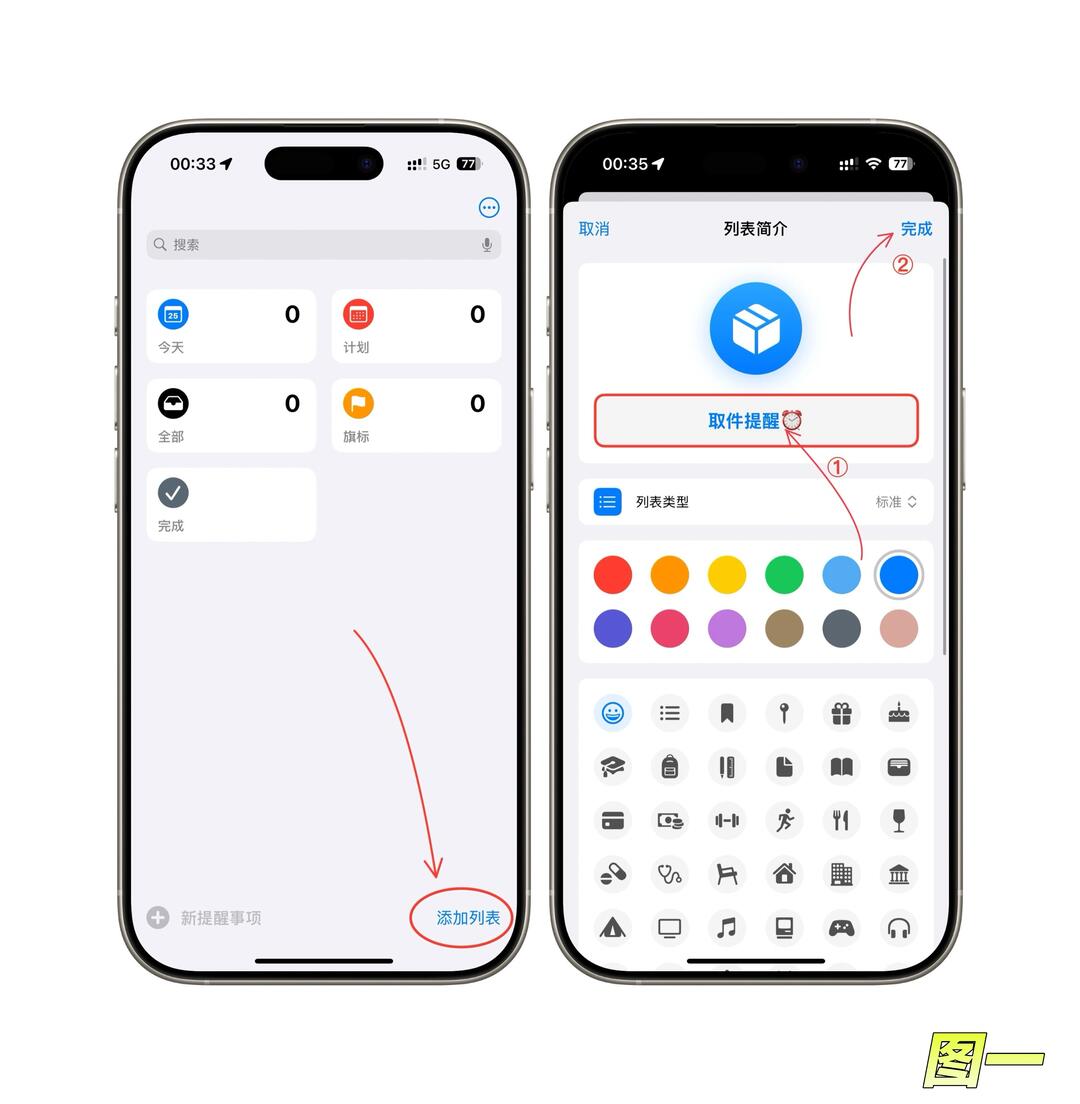 00:33
5G 77
搜索
25
0
今天
0
计划
0
全部
0
旗标
完成
新提醒事项
添加列表
00:35
77
取消
列表简介
完成
②
取件提醒⏰
①
列表类型
标准
图一